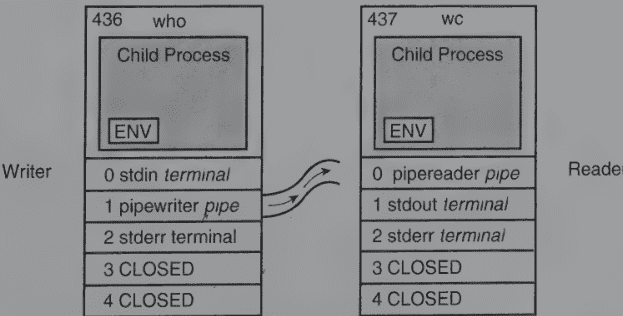 436 who
Child Process
ENV
Writer
0 stdin terminal
1 pipewriter pipe
2 stderr terminal
3 CLOSED
4 CLOSED
437 wc
Child Process
ENV
0 pipereader pipe
1 stdout terminal
2 stderr terminal
3 CLOSED
4 CLOSED
Reader